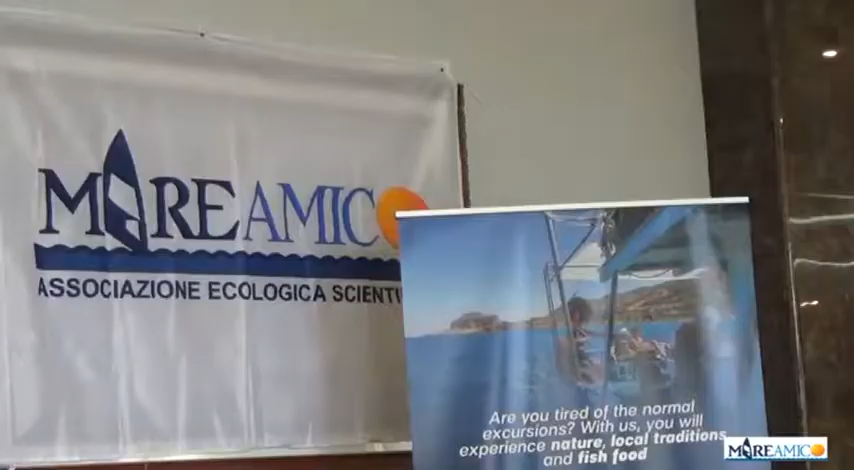 MAREAMICO
ASSOCIAZIONE ECOLOGICA
Are you tired of the normal
excursions? With us, you will
experience nature, local traditions
and fish food
MAREAMICO